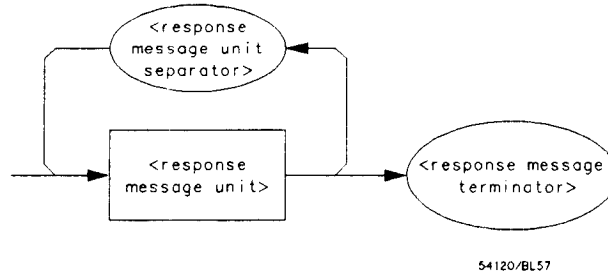 <response
message unit
separator>
<response
message unit>
<response message
terminator>
54120/BL57